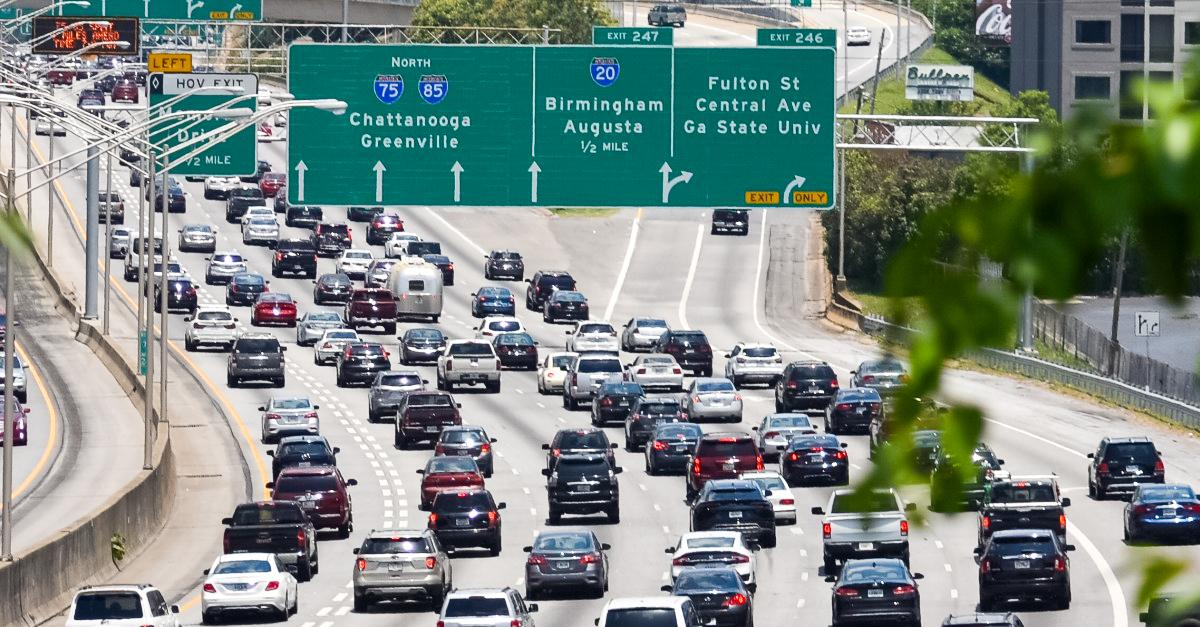 LEFT
HOV EXIT
½ MILE
EXIT 247
EXIT 246
NORTH
75 85
Chattanooga
Greenville
20
Birmingham
Augusta
½ MILE
Fulton St
Central Ave
Ga State Univ
EXIT ONLY
Coca